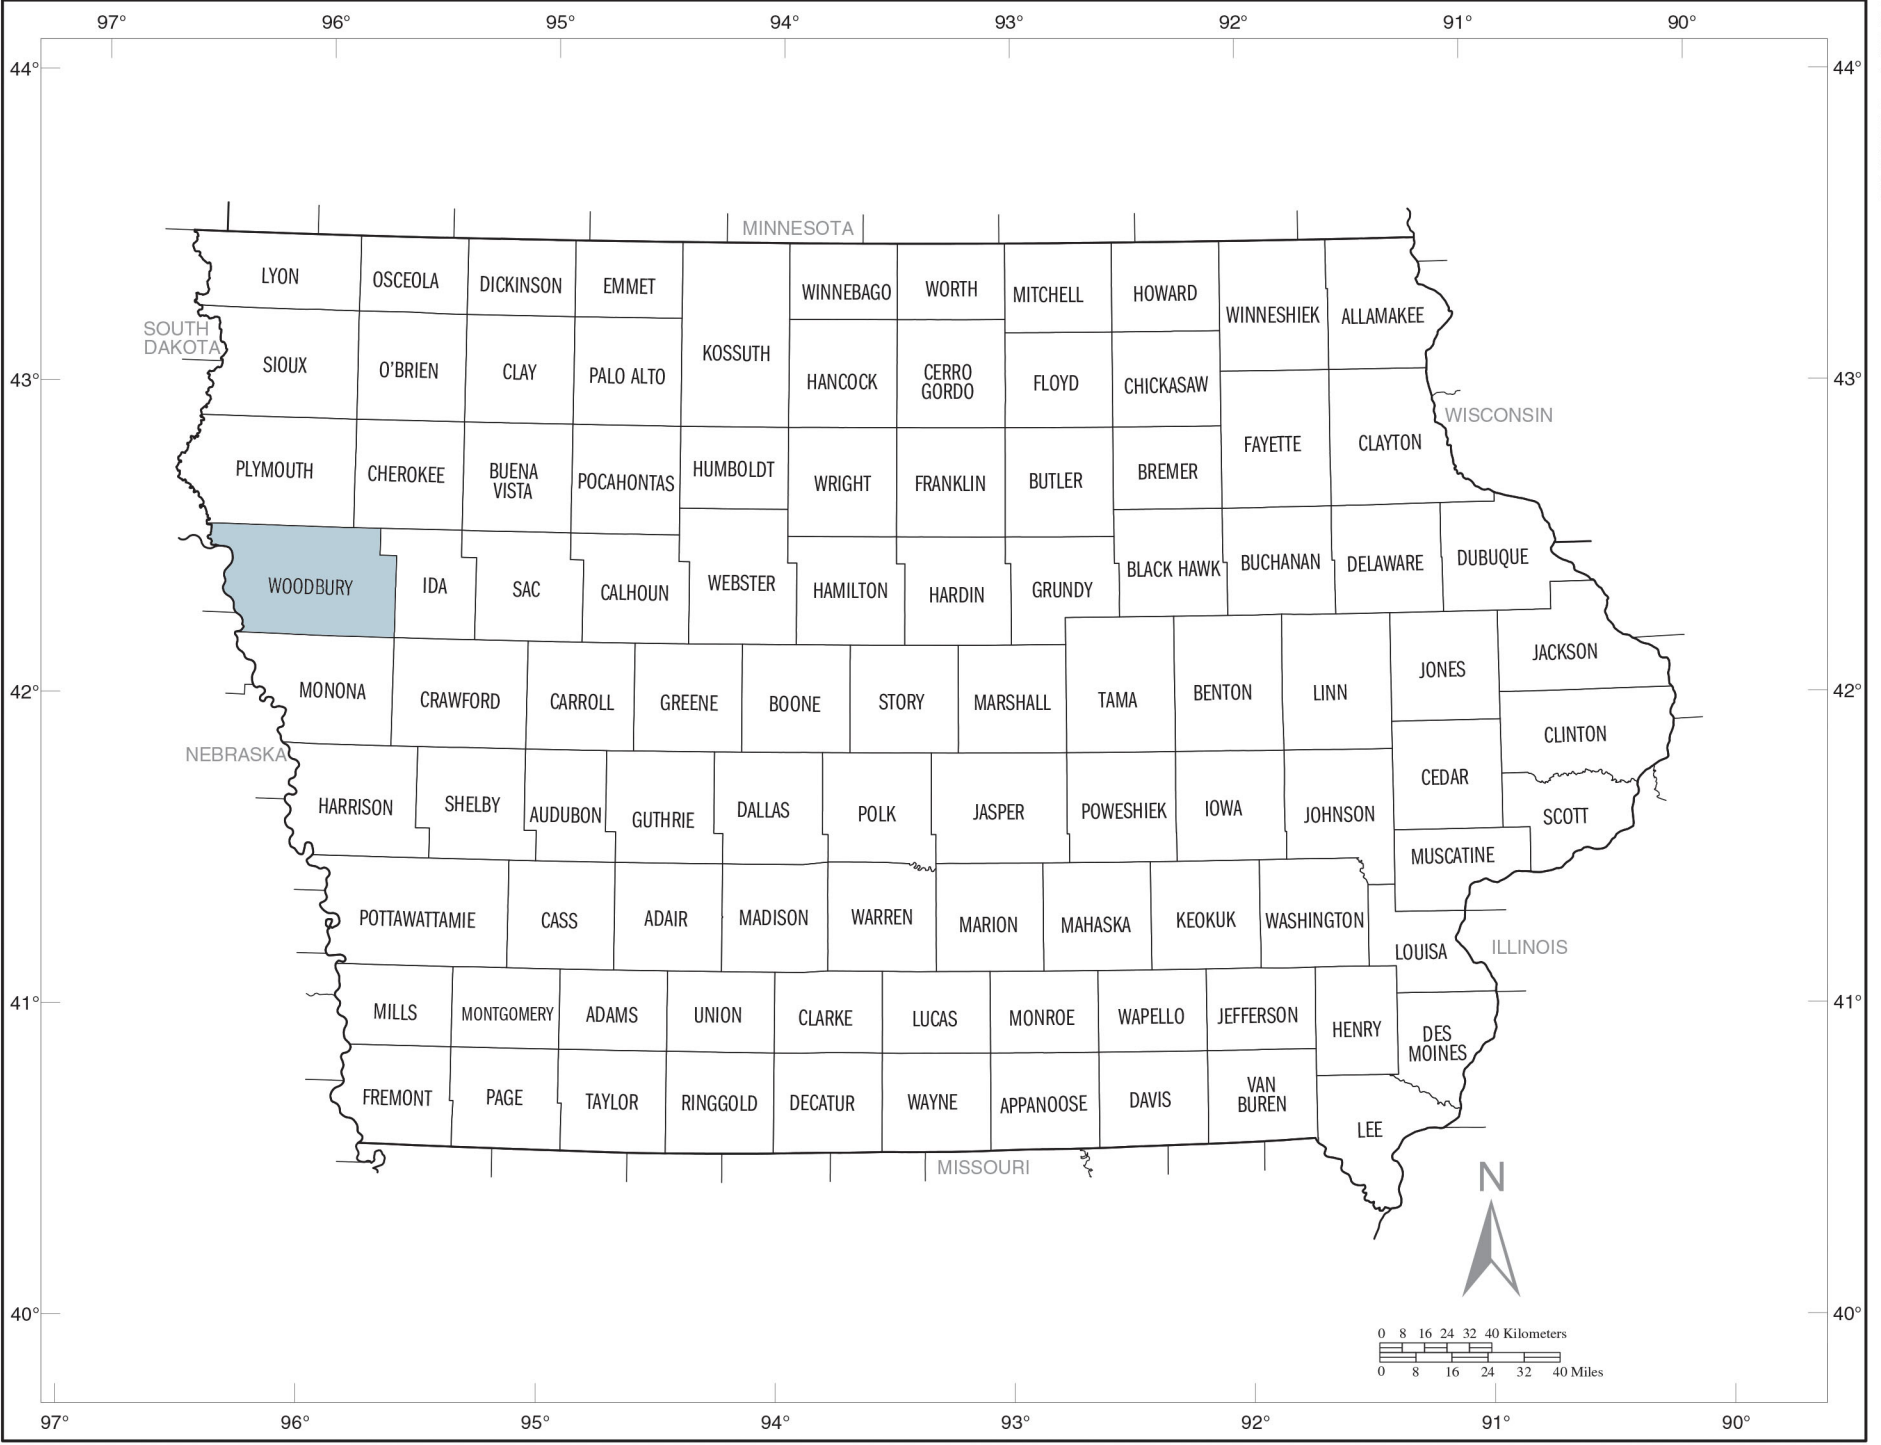 97° 96° 95° 94° 93° 92° 91° 90°
44° 44°
MINNESOTA
LYON OSCEOLA DICKINSON EMMET WINNEBAGO WORTH MITCHELL HOWARD
WINNESHIEK ALLAMAKEE
SOUTH
DAKOTA
SIOUX O'BRIEN CLAY PALO ALTO KOSSUTH HANCOCK
CERRO
GORDO
FLOYD CHICKASAW
43° 43°
WISCONSIN
FAYETTE CLAYTON
PLYMOUTH CHEROKEE
BUENA
VISTA
POCAHONTAS HUMBOLDT WRIGHT FRANKLIN BUTLER BREMER
WOODBURY IDA SAC CALHOUN WEBSTER HAMILTON HARDIN GRUNDY BLACK HAWK BUCHANAN DELAWARE DUBUQUE
42° 42°
MONONA CRAWFORD CARROLL GREENE BOONE STORY MARSHALL TAMA BENTON LINN JONES JACKSON
NEBRASKA
CLINTON
CEDAR
HARRISON SHELBY AUDUBON GUTHRIE DALLAS POLK JASPER POWESHIEK IOWA JOHNSON SCOTT
MUSCATINE
POTTAWATTAMIE CASS ADAIR MADISON WARREN MARION MAHASKA KEOKUK WASHINGTON
LOUISA ILLINOIS
41° 41°
MILLS MONTGOMERY ADAMS UNION CLARKE LUCAS MONROE WAPELLO JEFFERSON HENRY
DES
MOINES
FREMONT PAGE TAYLOR RINGGOLD DECATUR WAYNE APPANOOSE DAVIS
VAN
BUREN
LEE
MISSOURI
N
40° 40°
0 8 16 24 32 40 Kilometers
0 8 16 24 32 40 Miles
97° 96° 95° 94° 93° 92° 91° 90°